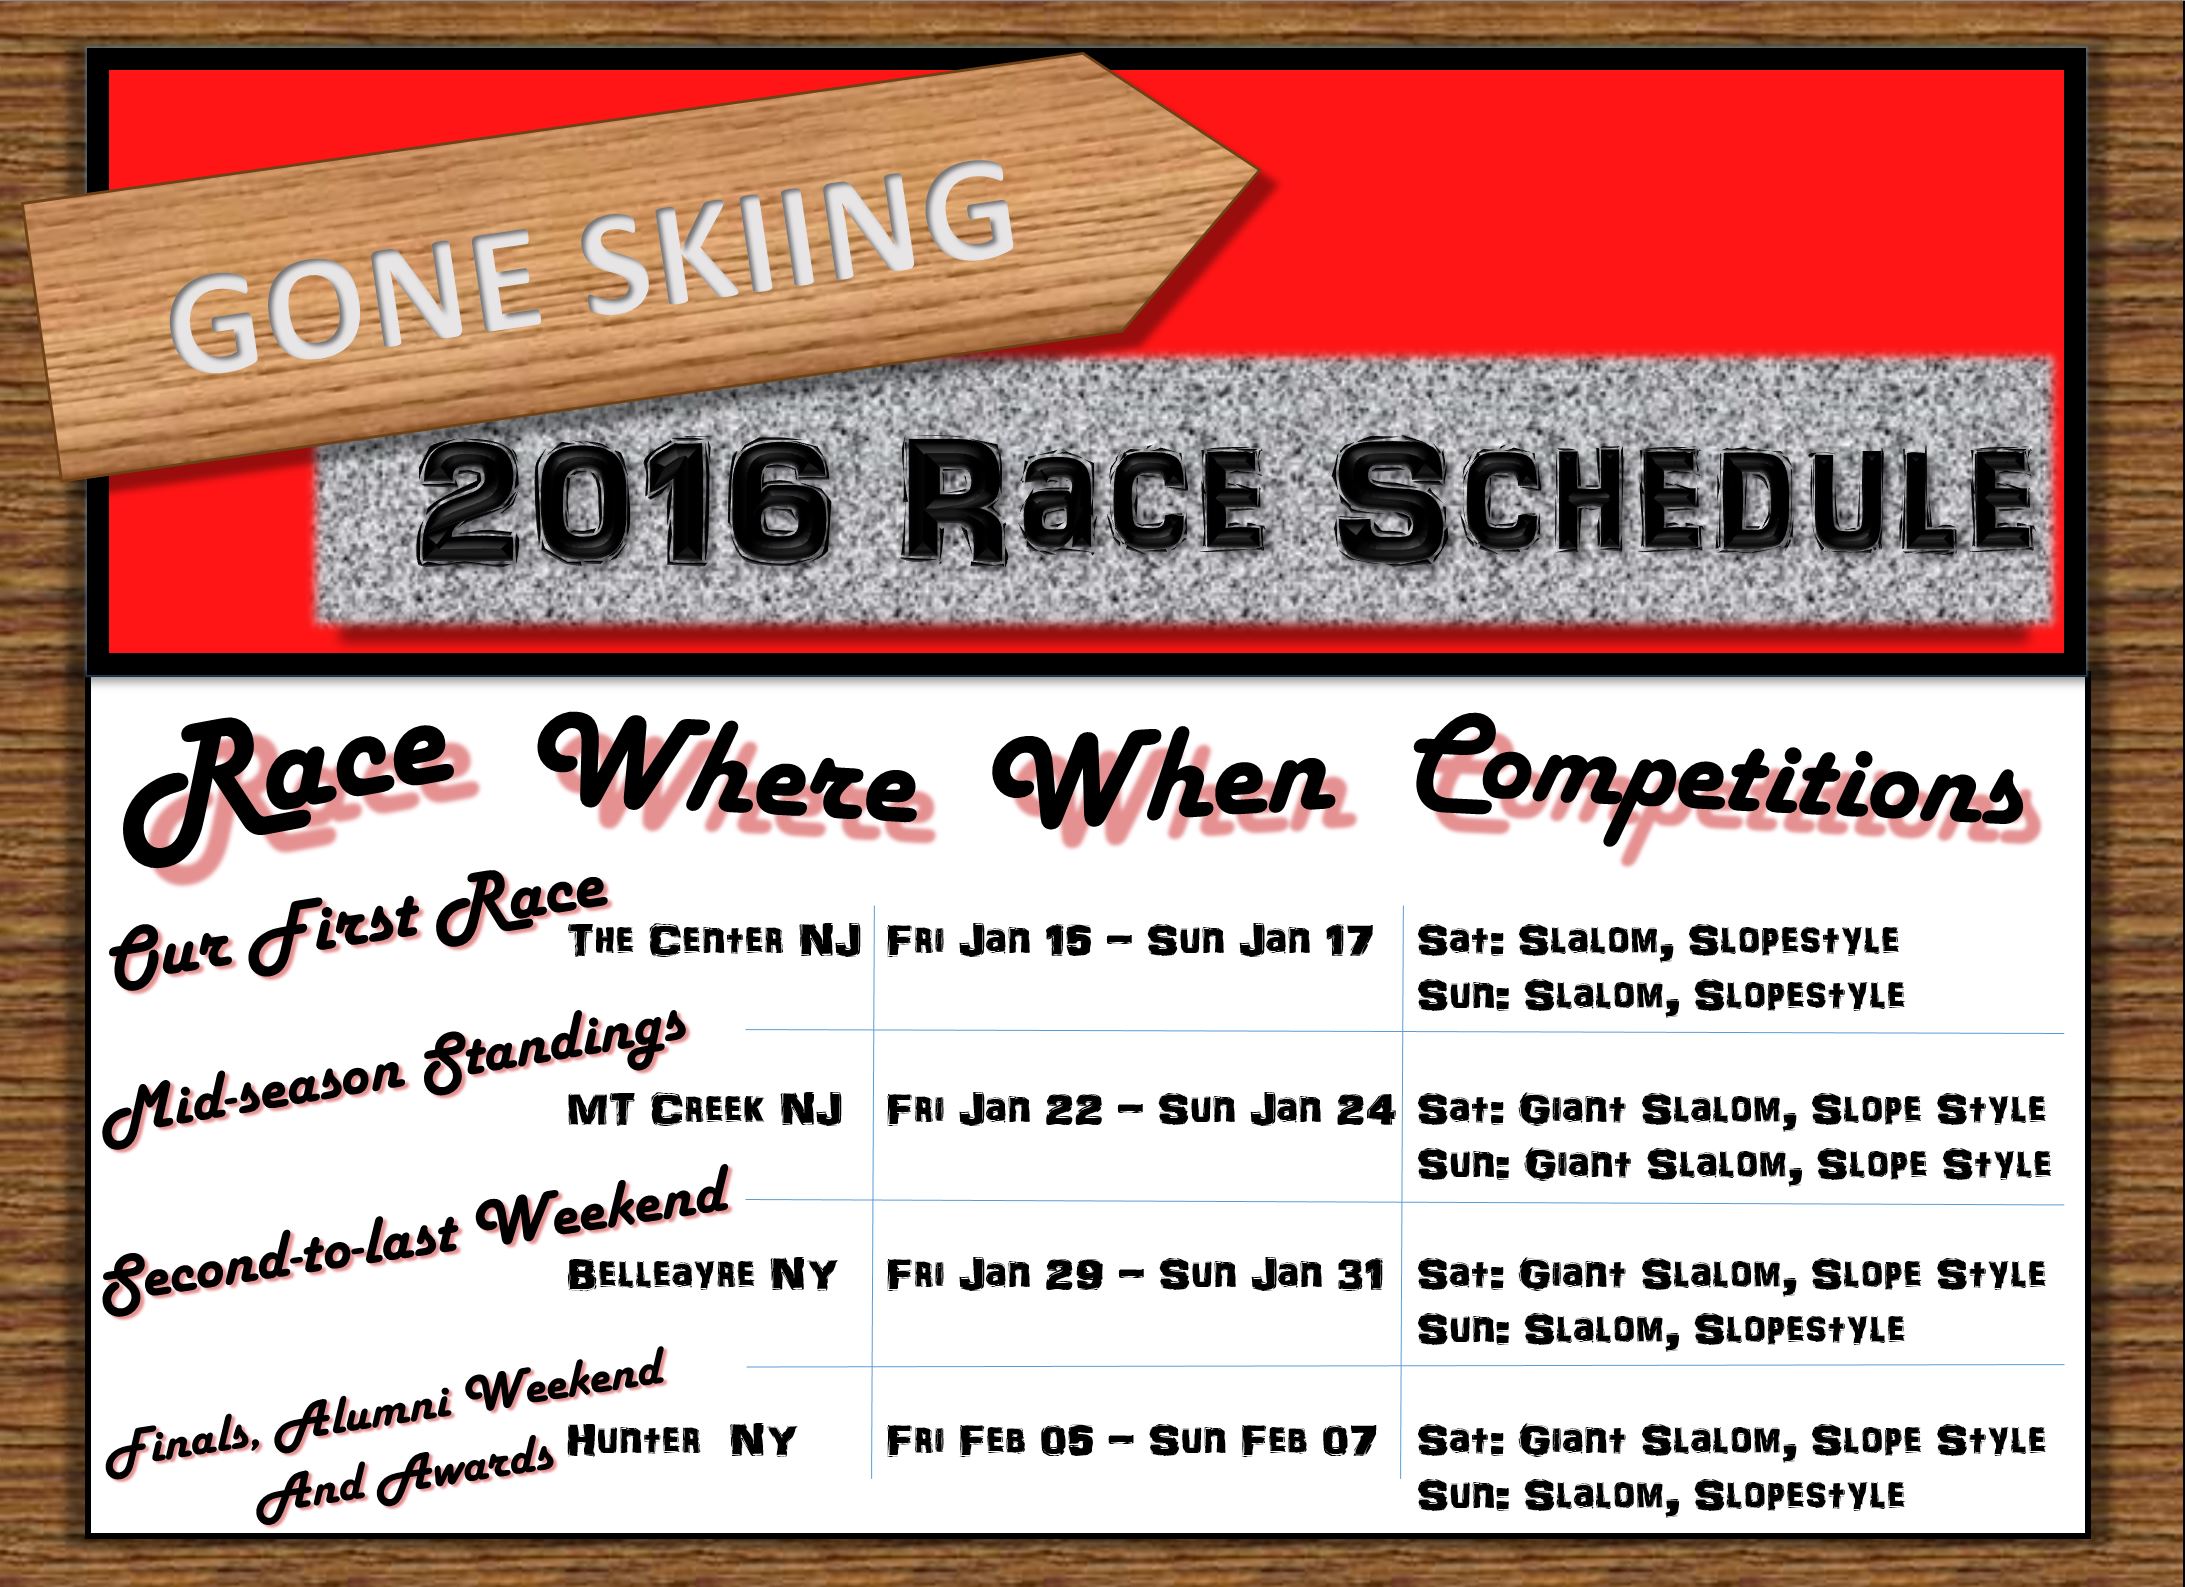 GONE SKIING
2016 Race Schedule
Race Where When Competitions
Our First Race
The Center NJ Fri Jan 15 – Sun Jan 17 Sat: Slalom, Slopestyle
Sun: Slalom, Slopestyle
Mid-season Standings
MT Creek NJ Fri Jan 22 – Sun Jan 24 Sat: Giant Slalom, Slope Style
Sun: Giant Slalom, Slope Style
Second-to-last Weekend
Belleayre NY Fri Jan 29 – Sun Jan 31 Sat: Giant Slalom, Slope Style
Sun: Slalom, Slopestyle
Finals, Alumni Weekend
And Awards
Hunter NY Fri Feb 05 – Sun Feb 07 Sat: Giant Slalom, Slope Style
Sun: Slalom, Slopestyle